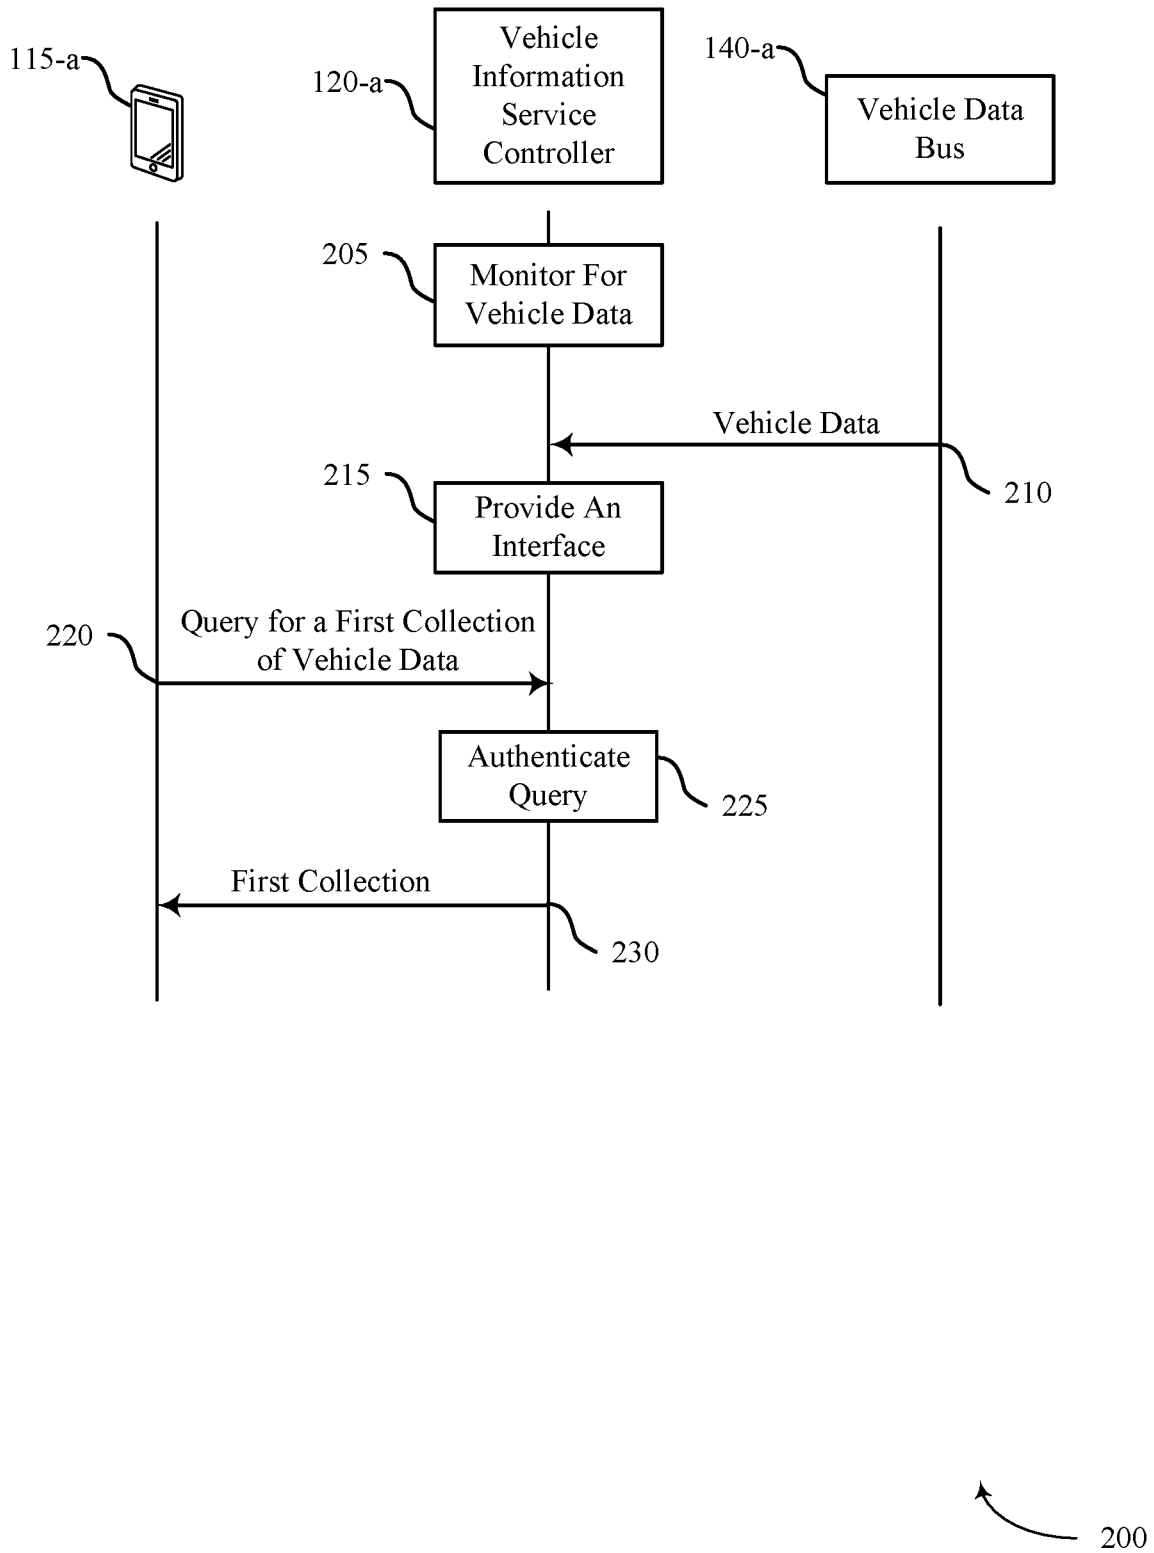 115-a
120-a
Vehicle
Information
Service
Controller
140-a
Vehicle Data
Bus
205
Monitor For
Vehicle Data
Vehicle Data
210
215
Provide An
Interface
220
Query for a First Collection
of Vehicle Data
Authenticate
Query
225
First Collection
230
200